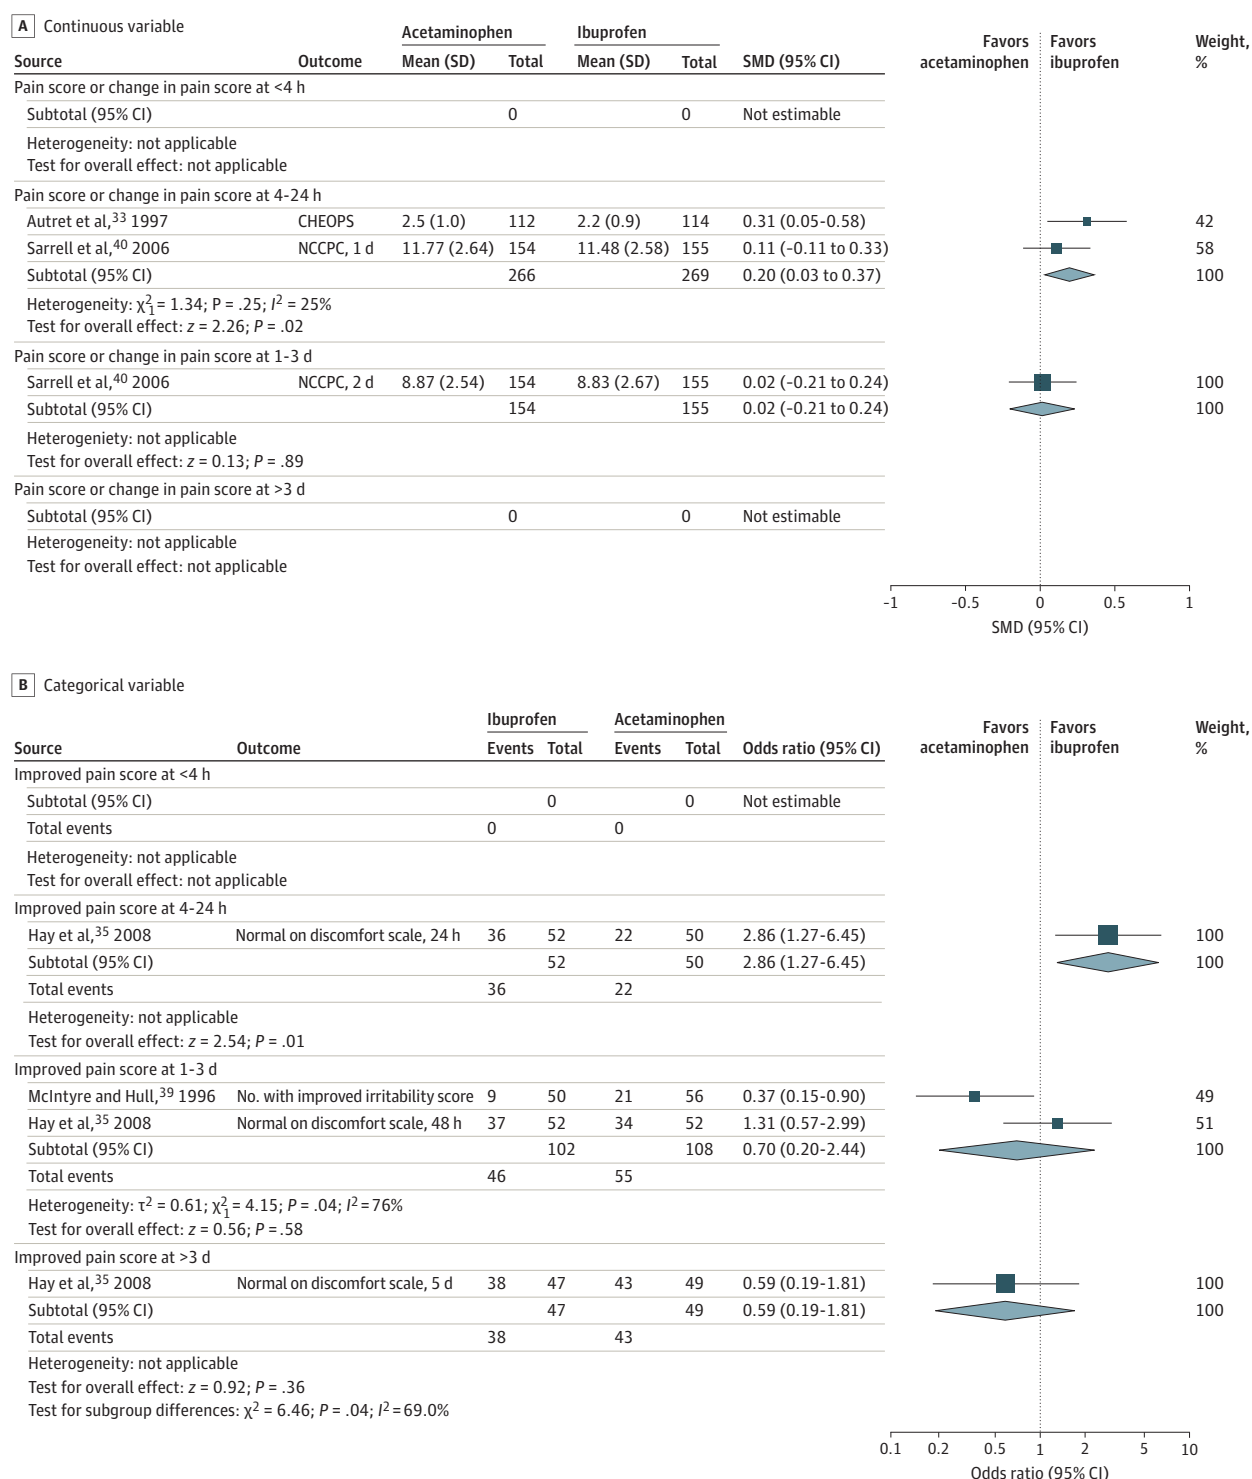 A Continuous variable
Acetaminophen Ibuprofen Favors acetaminophen Favors ibuprofen Weight, %
Source Outcome Mean (SD) Total Mean (SD) Total SMD (95% CI)
Pain score or change in pain score at <4 h
Subtotal (95% CI) 0 0 Not estimable
Heterogeneity: not applicable
Test for overall effect: not applicable
Pain score or change in pain score at 4-24 h
Autret et al,33 1997 CHEOPS 2.5 (1.0) 112 2.2 (0.9) 114 0.31 (0.05-0.58) 42
Sarrell et al,40 2006 NCCPC, 1 d 11.77 (2.64) 154 11.48 (2.58) 155 0.11 (-0.11 to 0.33) 58
Subtotal (95% CI) 266 269 0.20 (0.03 to 0.37) 100
Heterogeneity: χ²₁ = 1.34; P = .25; I² = 25%
Test for overall effect: z = 2.26; P = .02
Pain score or change in pain score at 1-3 d
Sarrell et al,40 2006 NCCPC, 2 d 8.87 (2.54) 154 8.83 (2.67) 155 0.02 (-0.21 to 0.24) 100
Subtotal (95% CI) 154 155 0.02 (-0.21 to 0.24) 100
Heterogeniety: not applicable
Test for overall effect: z = 0.13; P = .89
Pain score or change in pain score at >3 d
Subtotal (95% CI) 0 0 Not estimable
Heterogeneity: not applicable
Test for overall effect: not applicable
-1 -0.5 0 0.5 1
SMD (95% CI)
B Categorical variable
Ibuprofen Acetaminophen Favors acetaminophen Favors ibuprofen Weight, %
Source Outcome Events Total Events Total Odds ratio (95% CI)
Improved pain score at <4 h
Subtotal (95% CI) 0 0 Not estimable
Total events 0 0
Heterogeneity: not applicable
Test for overall effect: not applicable
Improved pain score at 4-24 h
Hay et al,35 2008 Normal on discomfort scale, 24 h 36 52 22 50 2.86 (1.27-6.45) 100
Subtotal (95% CI) 52 50 2.86 (1.27-6.45) 100
Total events 36 22
Heterogeneity: not applicable
Test for overall effect: z = 2.54; P = .01
Improved pain score at 1-3 d
McIntyre and Hull,39 1996 No. with improved irritability score 9 50 21 56 0.37 (0.15-0.90) 49
Hay et al,35 2008 Normal on discomfort scale, 48 h 37 52 34 52 1.31 (0.57-2.99) 51
Subtotal (95% CI) 102 108 0.70 (0.20-2.44) 100
Total events 46 55
Heterogeneity: τ² = 0.61; χ²₁ = 4.15; P = .04; I² = 76%
Test for overall effect: z = 0.56; P = .58
Improved pain score at >3 d
Hay et al,35 2008 Normal on discomfort scale, 5 d 38 47 43 49 0.59 (0.19-1.81) 100
Subtotal (95% CI) 47 49 0.59 (0.19-1.81) 100
Total events 38 43
Heterogeneity: not applicable
Test for overall effect: z = 0.92; P = .36
Test for subgroup differences: χ² = 6.46; P = .04; I² = 69.0%
0.1 0.2 0.5 1 2 5 10
Odds ratio (95% CI)